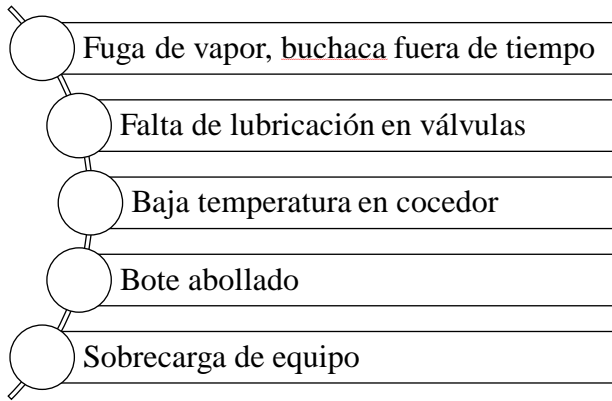 Fuga de vapor, buchaca fuera de tiempo
Falta de lubricación en válvulas
Baja temperatura en cocedor
Bote abollado
Sobrecarga de equipo